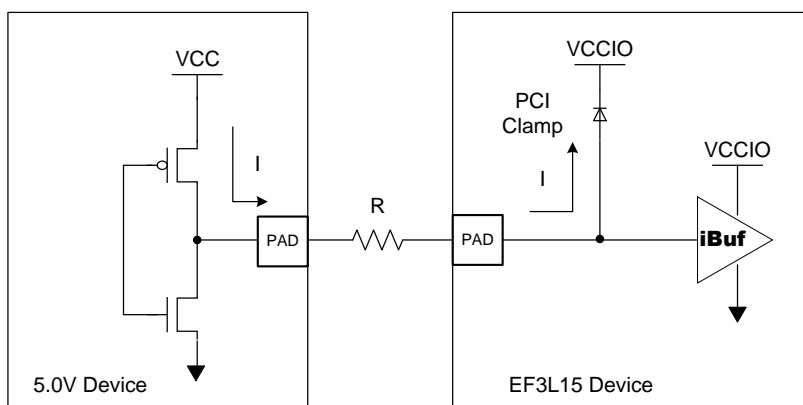 VCC
I
PAD
5.0V Device
R
VCCIO
PCI
Clamp
I
VCCIO
PAD
iBuf
EF3L15 Device